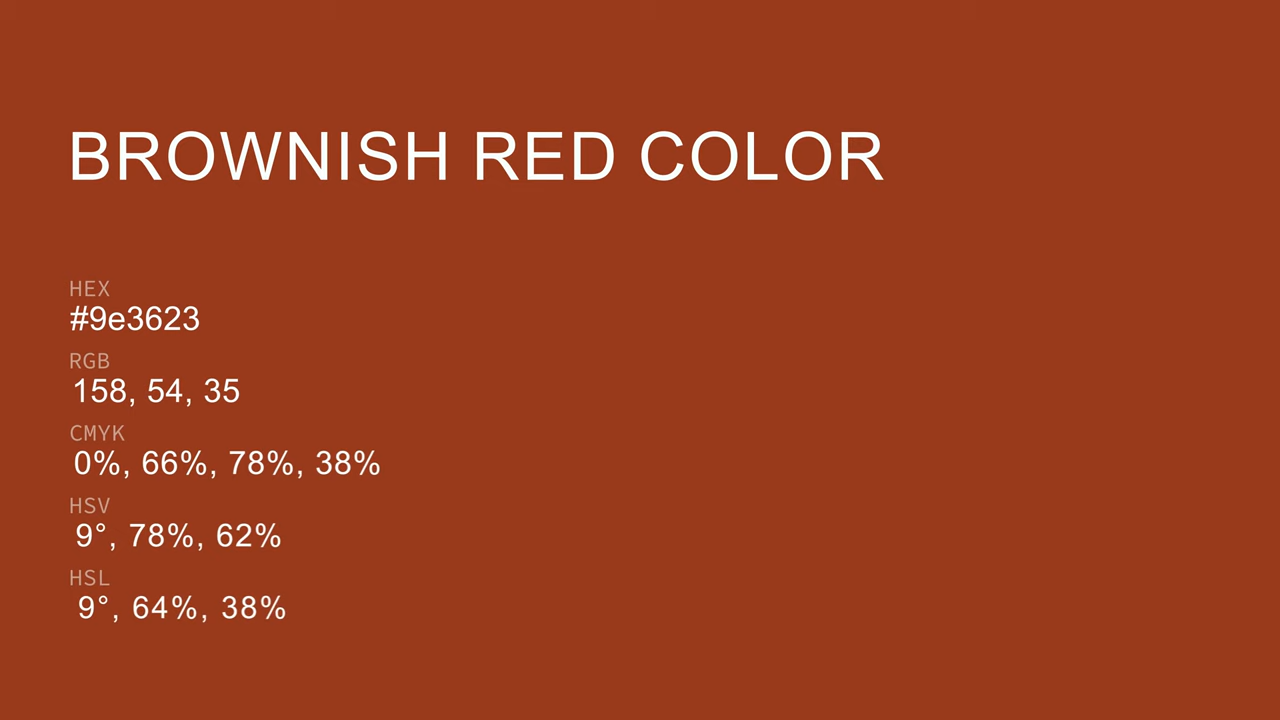 BROWNISH RED COLOR
HEX
#9e3623
RGB
158, 54, 35
CMYK
0%, 66%, 78%, 38%
HSV
9°, 78%, 62%
HSL
9°, 64%, 38%